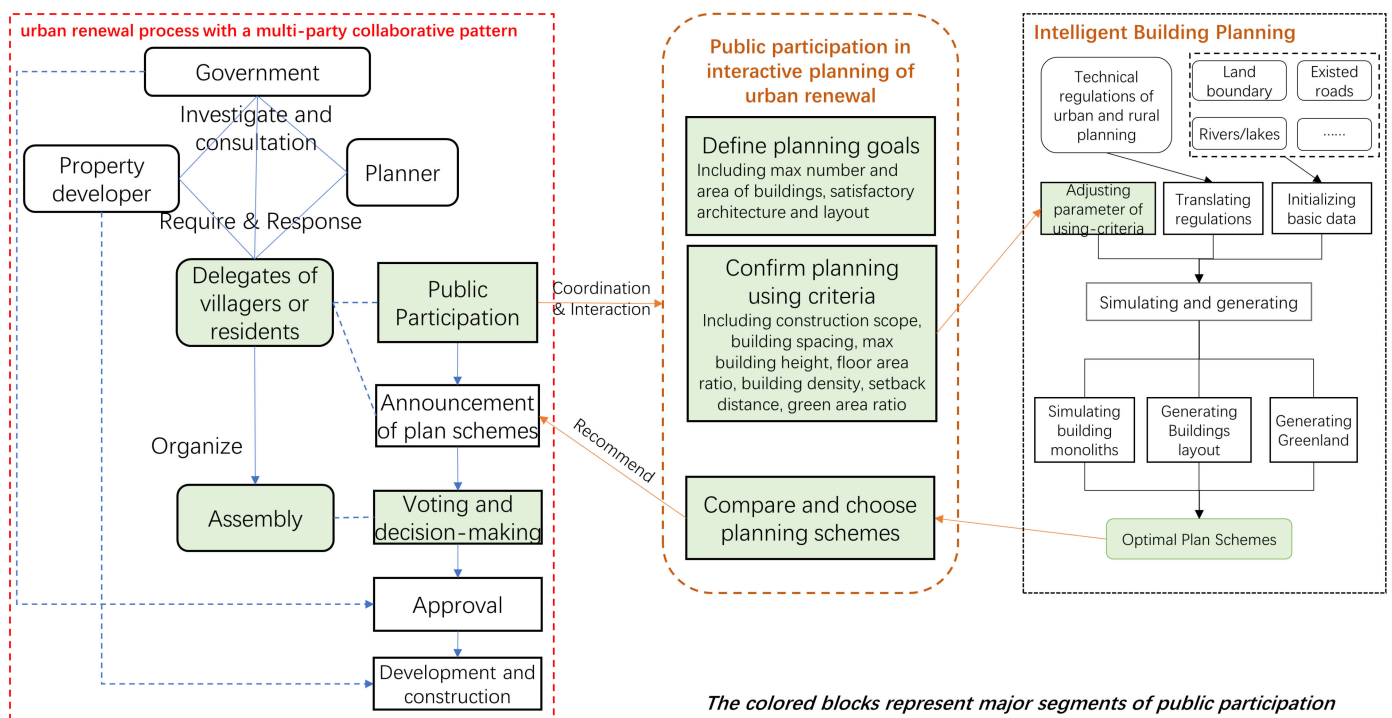 urban renewal process with a multi-party collaborative pattern
Government
Investigate and
consultation
Property
developer
Planner
Require & Response
Delegates of
villagers or
residents
Public
Participation
Announcement
of plan schemes
Organize
Assembly
Voting and
decision-making
Approval
Development and
construction
Coordination
& Interaction
Recommend
Public participation in
interactive planning of
urban renewal
Define planning goals
Including max number and
area of buildings, satisfactory
architecture and layout
Confirm planning
using criteria
Including construction scope,
building spacing, max
building height, floor area
ratio, building density, setback
distance, green area ratio
Compare and choose
planning schemes
Intelligent Building Planning
Technical
regulations of
urban and rural
planning
Land
boundary
Existed
roads
Rivers/lakes
......
Adjusting
parameter of
using-criteria
Translating
regulations
Initializing
basic data
Simulating and generating
Simulating
building
monoliths
Generating
Buildings
layout
Generating
Greenland
Optimal Plan Schemes
The colored blocks represent major segments of public participation